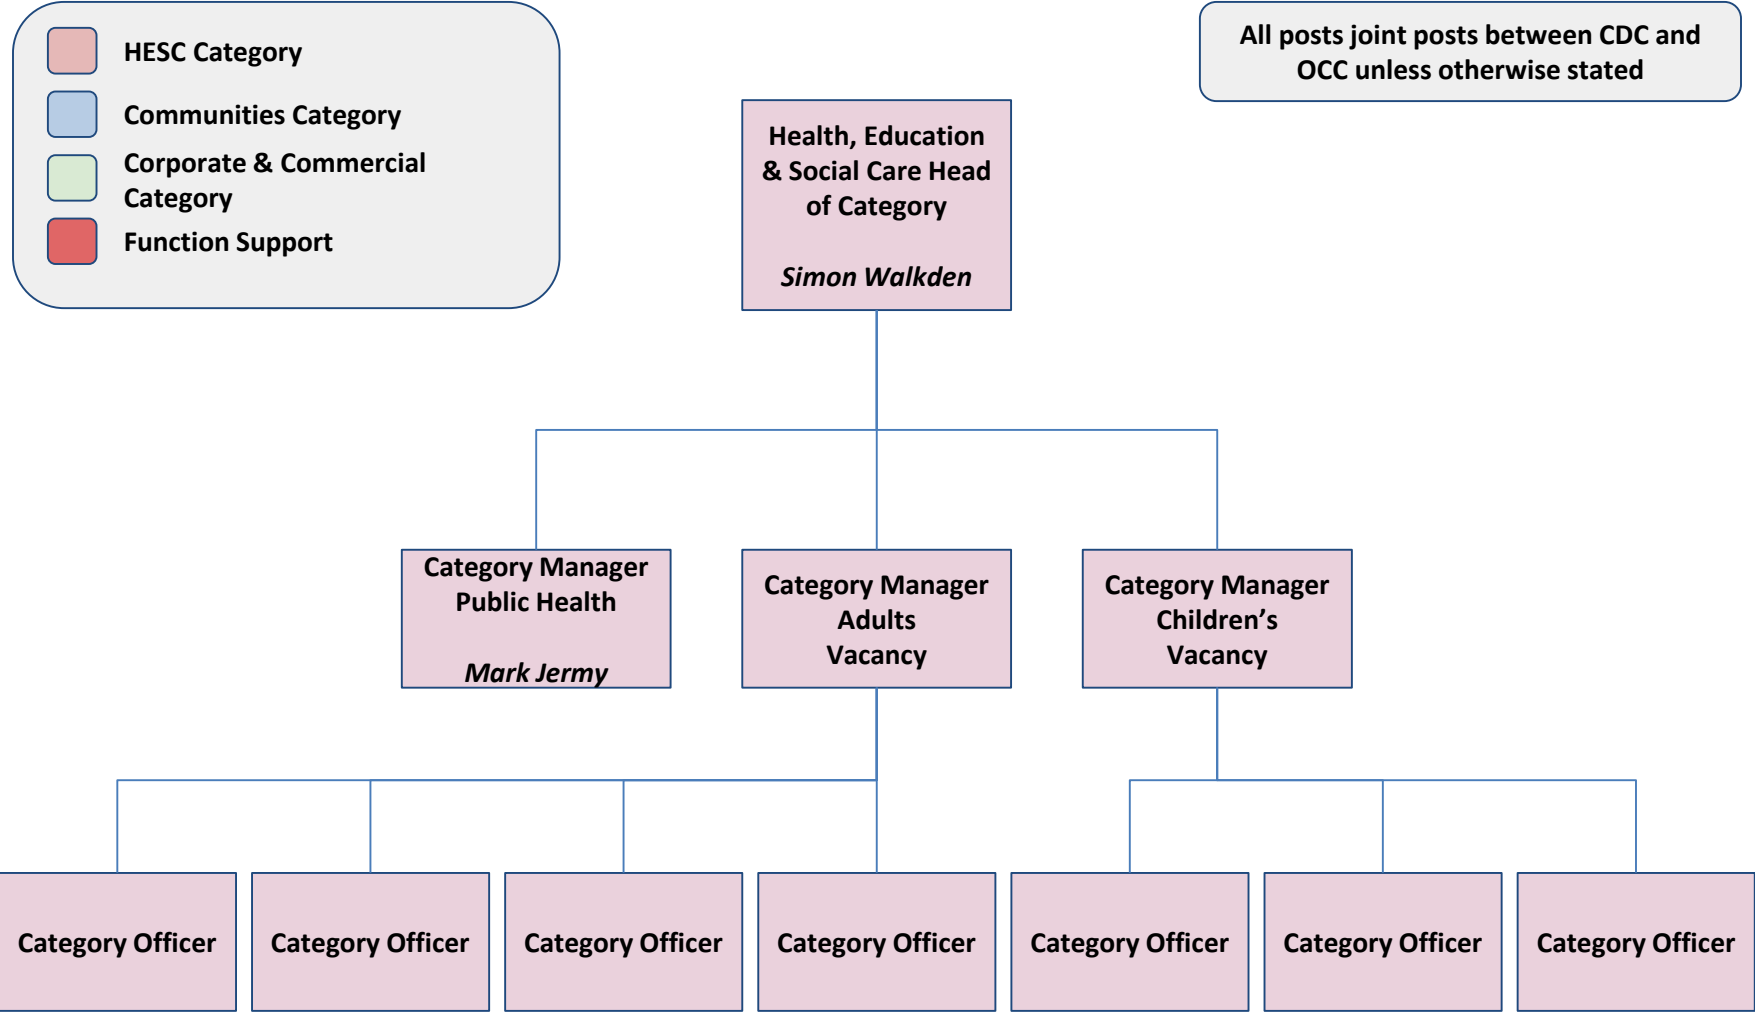 HESC Category
Communities Category
Corporate & Commercial
Category
Function Support
All posts joint posts between CDC and
OCC unless otherwise stated
Health, Education
& Social Care Head
of Category
Simon Walkden
Category Manager
Public Health
Mark Jermy
Category Manager
Adults
Vacancy
Category Manager
Children’s
Vacancy
Category Officer
Category Officer
Category Officer
Category Officer
Category Officer
Category Officer
Category Officer